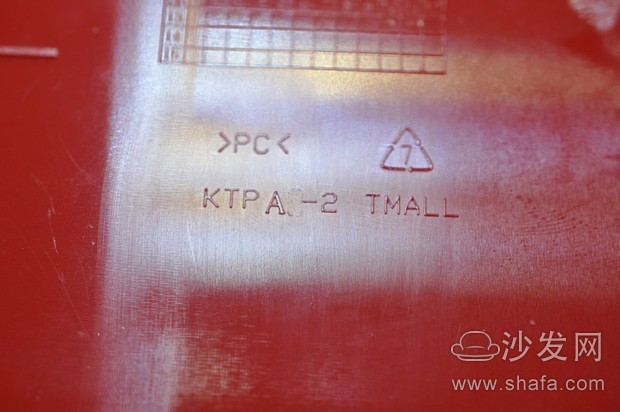 >PC< 7
KTPA -2 TMALL
沙发网
www.shafa.com